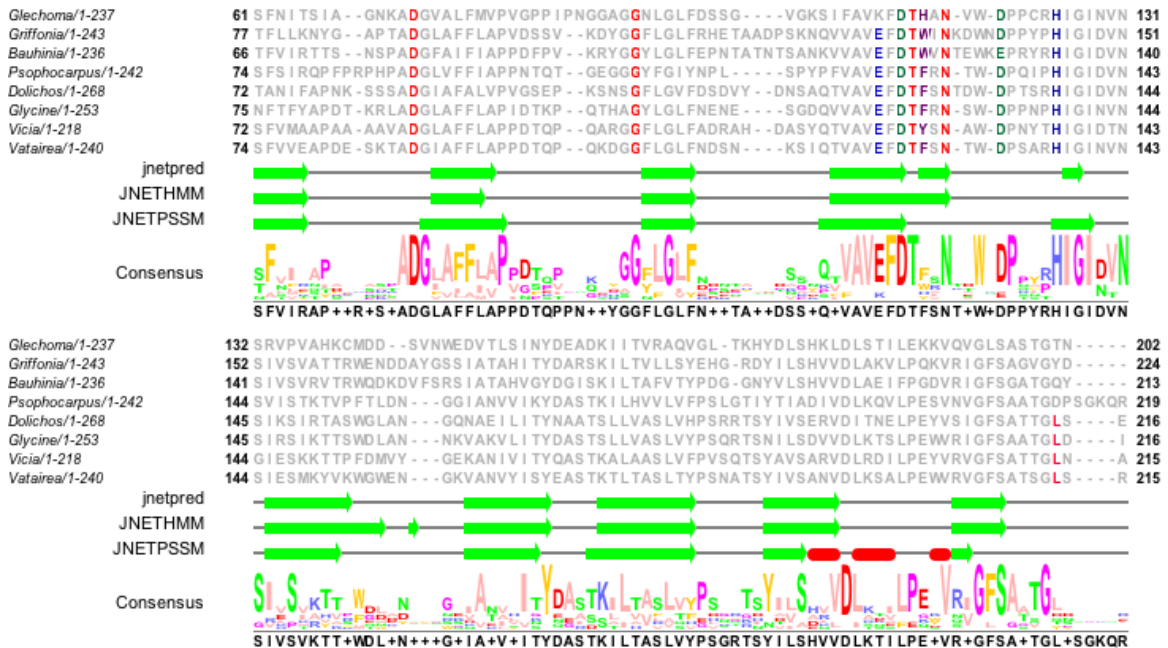 Glechoma/1-237 61 SFNITSIA--GNKADGVALFMVPVGPPIPNGGAGGNLGLFDSSG-----VGKSIFAVKFDTHAN-VW-DPPCRHIGINVN 131
Griffonia/1-243 77 TFLLKNYG--APTADGIAFFLAPVDSSV--KDYGGFLGLFRHETAADPSKNQVVAVEFDTWINKDWNDPPYPHIGIDVN 151
Bauhinia/1-236 66 TFVIRTTS--NSPADGFAIFIAPPDFPV--KRYGGYLGLFEPNTATNTSANKVVAVEFDTWVNTEWKEPRYRHIGIDVN 140
Psophocarpus/1-242 74 SFSIRQPFPRPHPADGLVFFIAPPNTQT--GEGGGYFGIYNPL-----SPYPFVAVEFDTFRN-TW-DPQIPHIGIDVN 143
Dolichos/1-268 72 TANIFAPNK-SSSADGIAFALVPVGSEP--KSNSGFLGVFDSDVY--DNSAQTVAVEFDTFSNTDW-DPTSRHIGIDVN 144
Glycine/1-253 75 NFTFYAPDT-KRLADGLAFFLAPIDTKP--QTHAGYLGLFNENE----SGDQVVAVEFDTFRN-SW-DPPNPHIGINVN 144
Vicia/1-218 72 SFVMAAPAA-AAVADGLAFFLAPPDTQP--QARGGFLGLFADRAH--DASYQTVAVEFDTYSN-AW-DPNYTHIGIDTN 143
Vatairea/1-240 74 SFVVEAPDE-SKTADGIAFFLAPPDTQP--QKDGGFLGLFNDSN----KSIQTVAVEFDTFSN-TW-DPSARHIGINVN 143
jnetpred
JNETHMM
JNETPSSM
Consensus
SFVIRAP++R+S+ADGLAFFLAPPDTQPPN++YGGFLGLFN++TA++DSS+Q+VAVEFDTFSNT+W+DPPYRHIGIDVN
Glechoma/1-237 132 SRVPVAHKCMDD--SVNWEDVTLSINYDEADKIITVRAQVGL-TKHYDLSHKLDLSTILEKKVQVGLSASTGTN----- 202
Griffonia/1-243 152 SIVSVRTTRWENDDAYGSSIATAHITYDARSKILTVLLSYEHG-RDYILSHVVDLAKVLPQKVRIGFSAGVGYD----- 224
Bauhinia/1-236 141 SIVSVRVTRWQDKDVFSRSIATAHVGYDGISKILTAFVTYPDG-GNYVLSHVVDLAEIFPGDVRIGFSGATGQY----- 213
Psophocarpus/1-242 144 SVISTKTVPFTLDN---GGIANVVIKYDASTKILHVVLVFPSLGTIYTIADIVDLKQVLPESVNVGFSAATGDPSGKQR 219
Dolichos/1-268 145 SIKSIRTASWGLAN---GQNAEILITYNAATSLLVASLVHPSRRTSYIVSERVDITNELPEYVSIGFSATTGLS-----E 216
Glycine/1-253 145 SIRSIKTTSWDLAN---NKVAKVLITYDASTSLLVASLVYPSQRTSNILSDVVDLKTSLPEWVRIGFSAATGLD-----I 216
Vicia/1-218 144 GIESKKTTPFDMVY---GEKANIVITYQASTKALAASLVFPVSQTSYAVSARVDLRDILPEYVRVGFSATTGLN-----A 215
Vatairea/1-240 144 SIESMKYVKWGWEN---GKVANVYISYEASTKTLTASLTYPSNATSYIVSANVDLKSALPEWVRVGFSATSGLS-----R 215
jnetpred
JNETHMM
JNETPSSM
Consensus
SIVSVKTT+WDL+N+++G+IA+V+ITYDASTKILTASLVYPSGRTSYILSHVVDLKTILPE+VR+GFSA+TGL+SGKQR